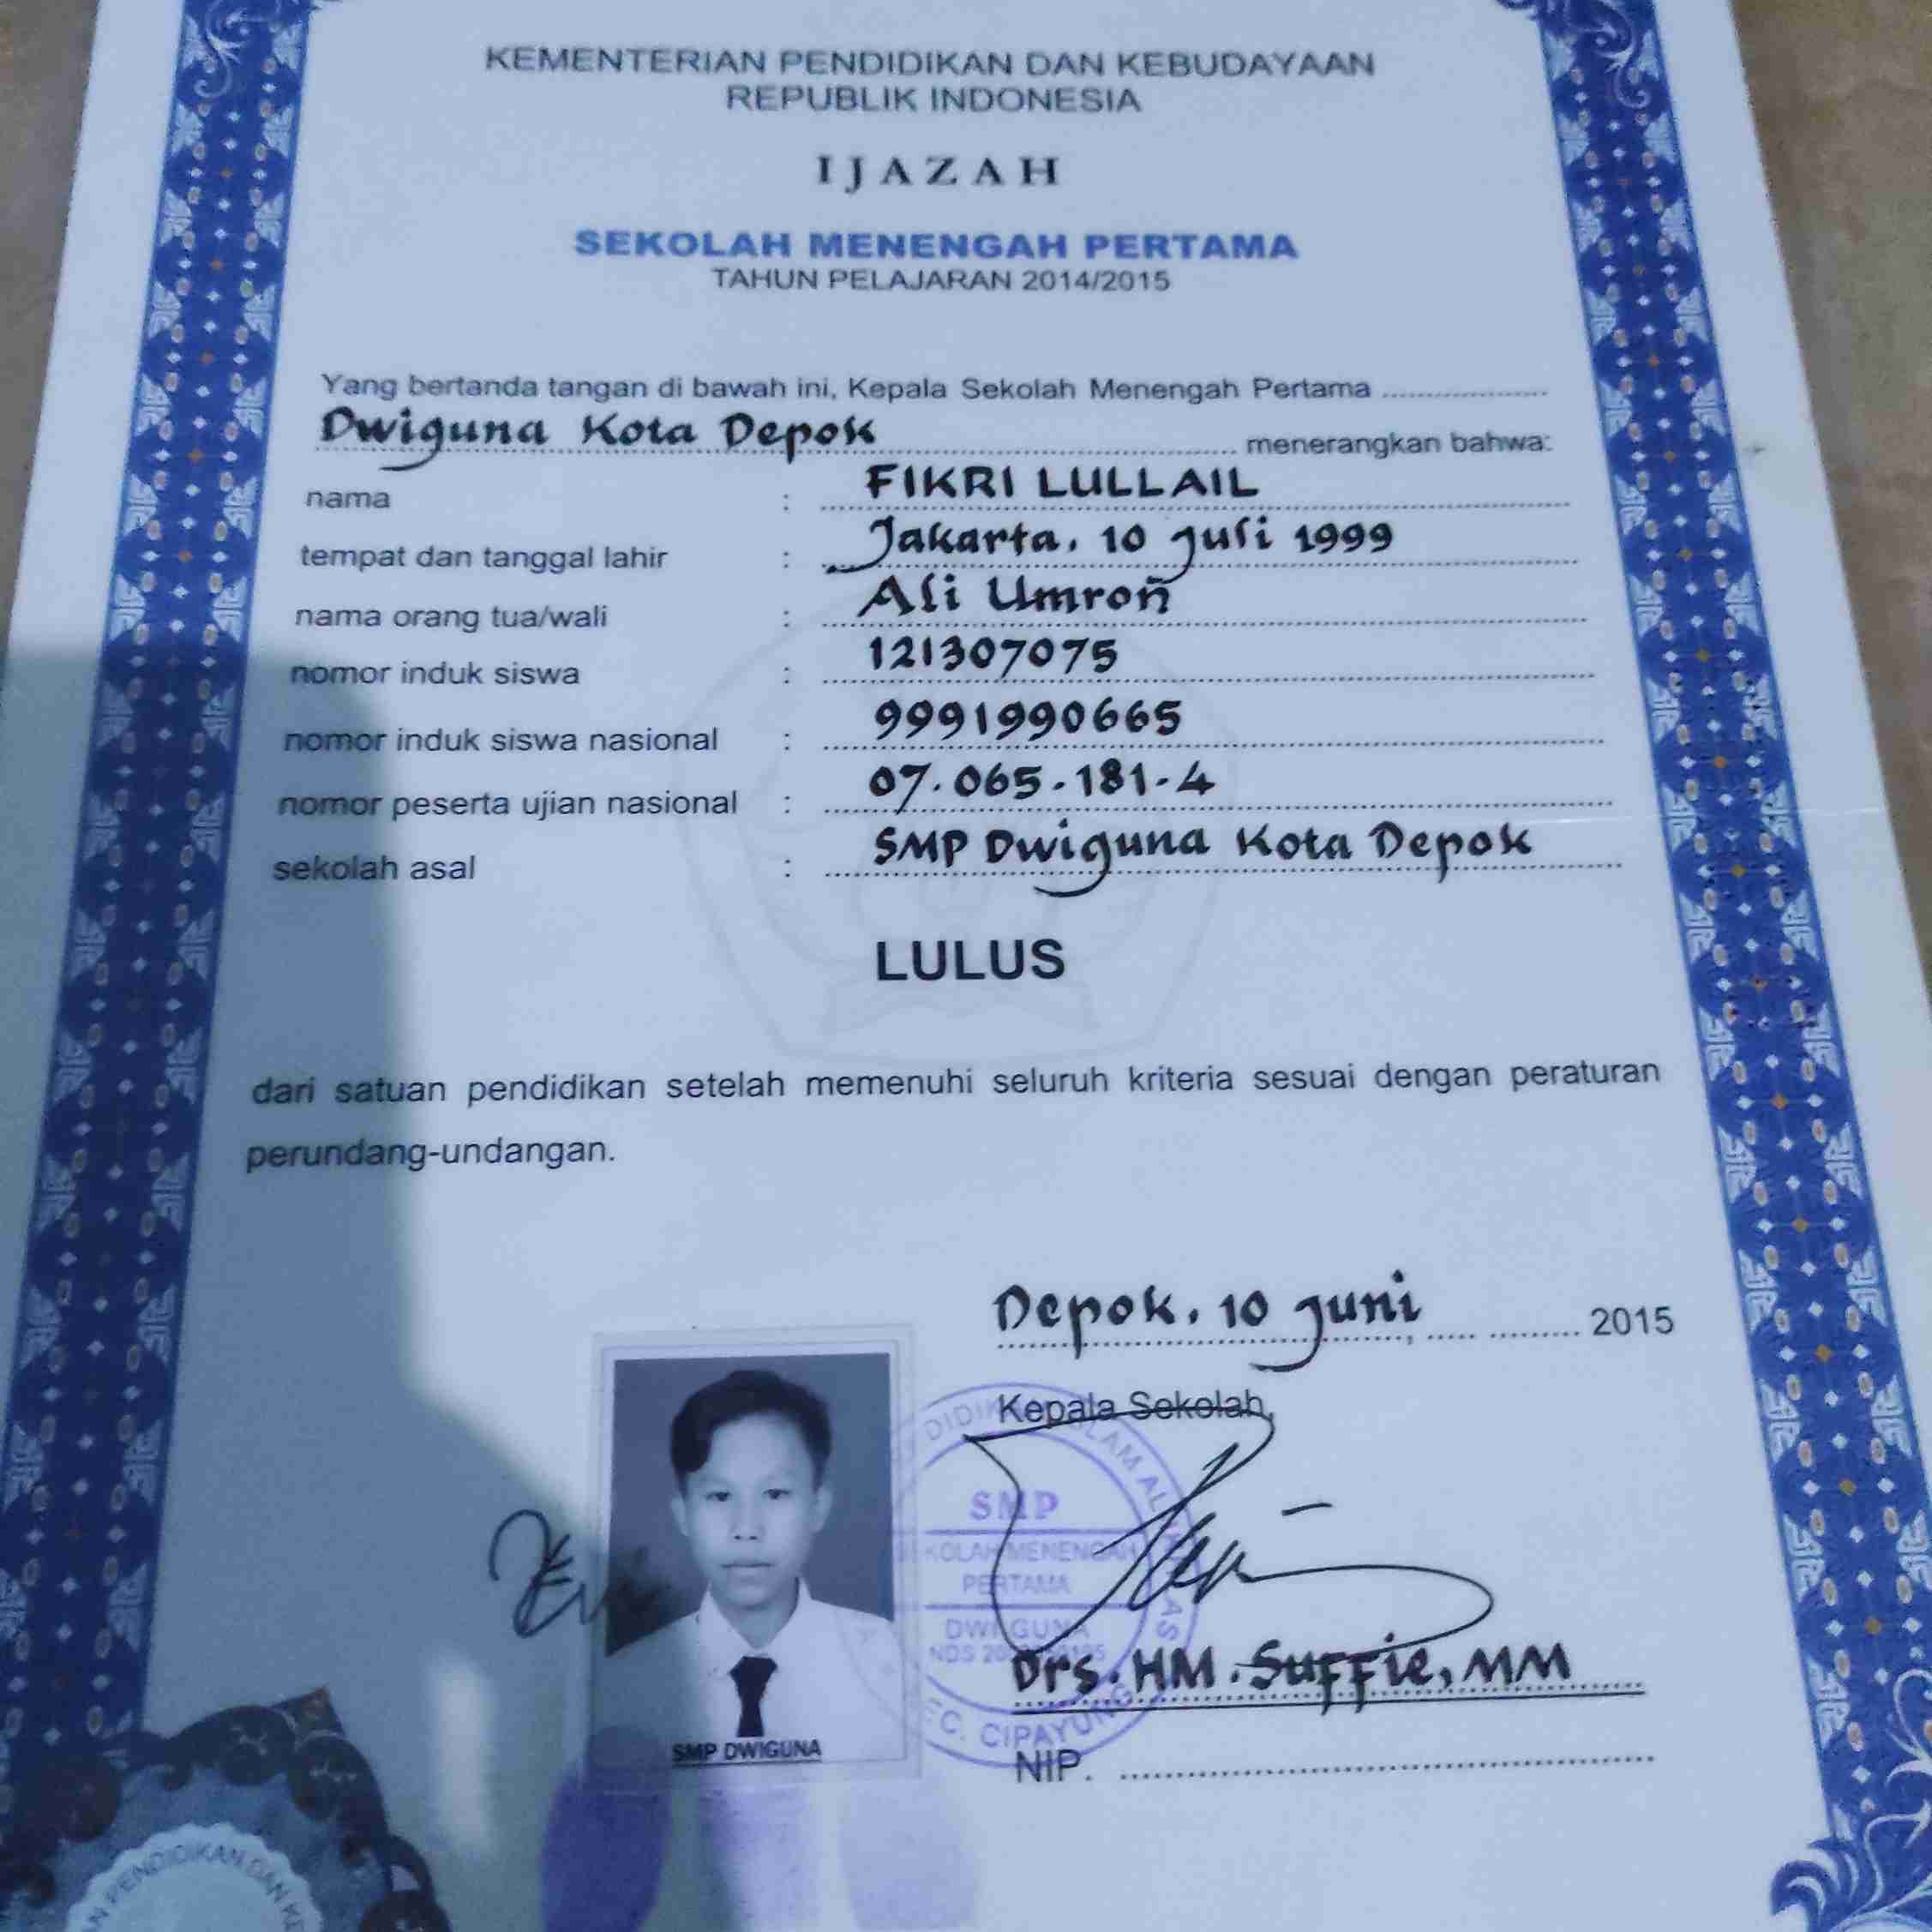 KEMENTERIAN PENDIDIKAN DAN KEBUDAYAAN
REPUBLIK INDONESIA
IJAZAH
SEKOLAH MENENGAH PERTAMA
TAHUN PELAJARAN 2014/2015
Yang bertanda tangan di bawah ini, Kepala Sekolah Menengah Pertama ....................
Dwiguna Kota Depok menerangkan bahwa:
nama : FIKRI LULLAIL
tempat dan tanggal lahir : Jakarta, 10 Juli 1999
nama orang tua/wali : Ali Umron
nomor induk siswa : 121307075
nomor induk siswa nasional : 9991990665
nomor peserta ujian nasional : 07-065-181-4
sekolah asal : SMP Dwiguna Kota Depok
LULUS
dari satuan pendidikan setelah memenuhi seluruh kriteria sesuai dengan peraturan
perundang-undangan.
Depok, 10 Juni 2015
Kepala Sekolah,
SMP
SEKOLAH MENENGAH
PERTAMA
DWIGUNA
CIPAYUNG
Drs. HM. Suffie, MM
NIP. ....................
SMP DWIGUNA
PENDIDIKAN DAN